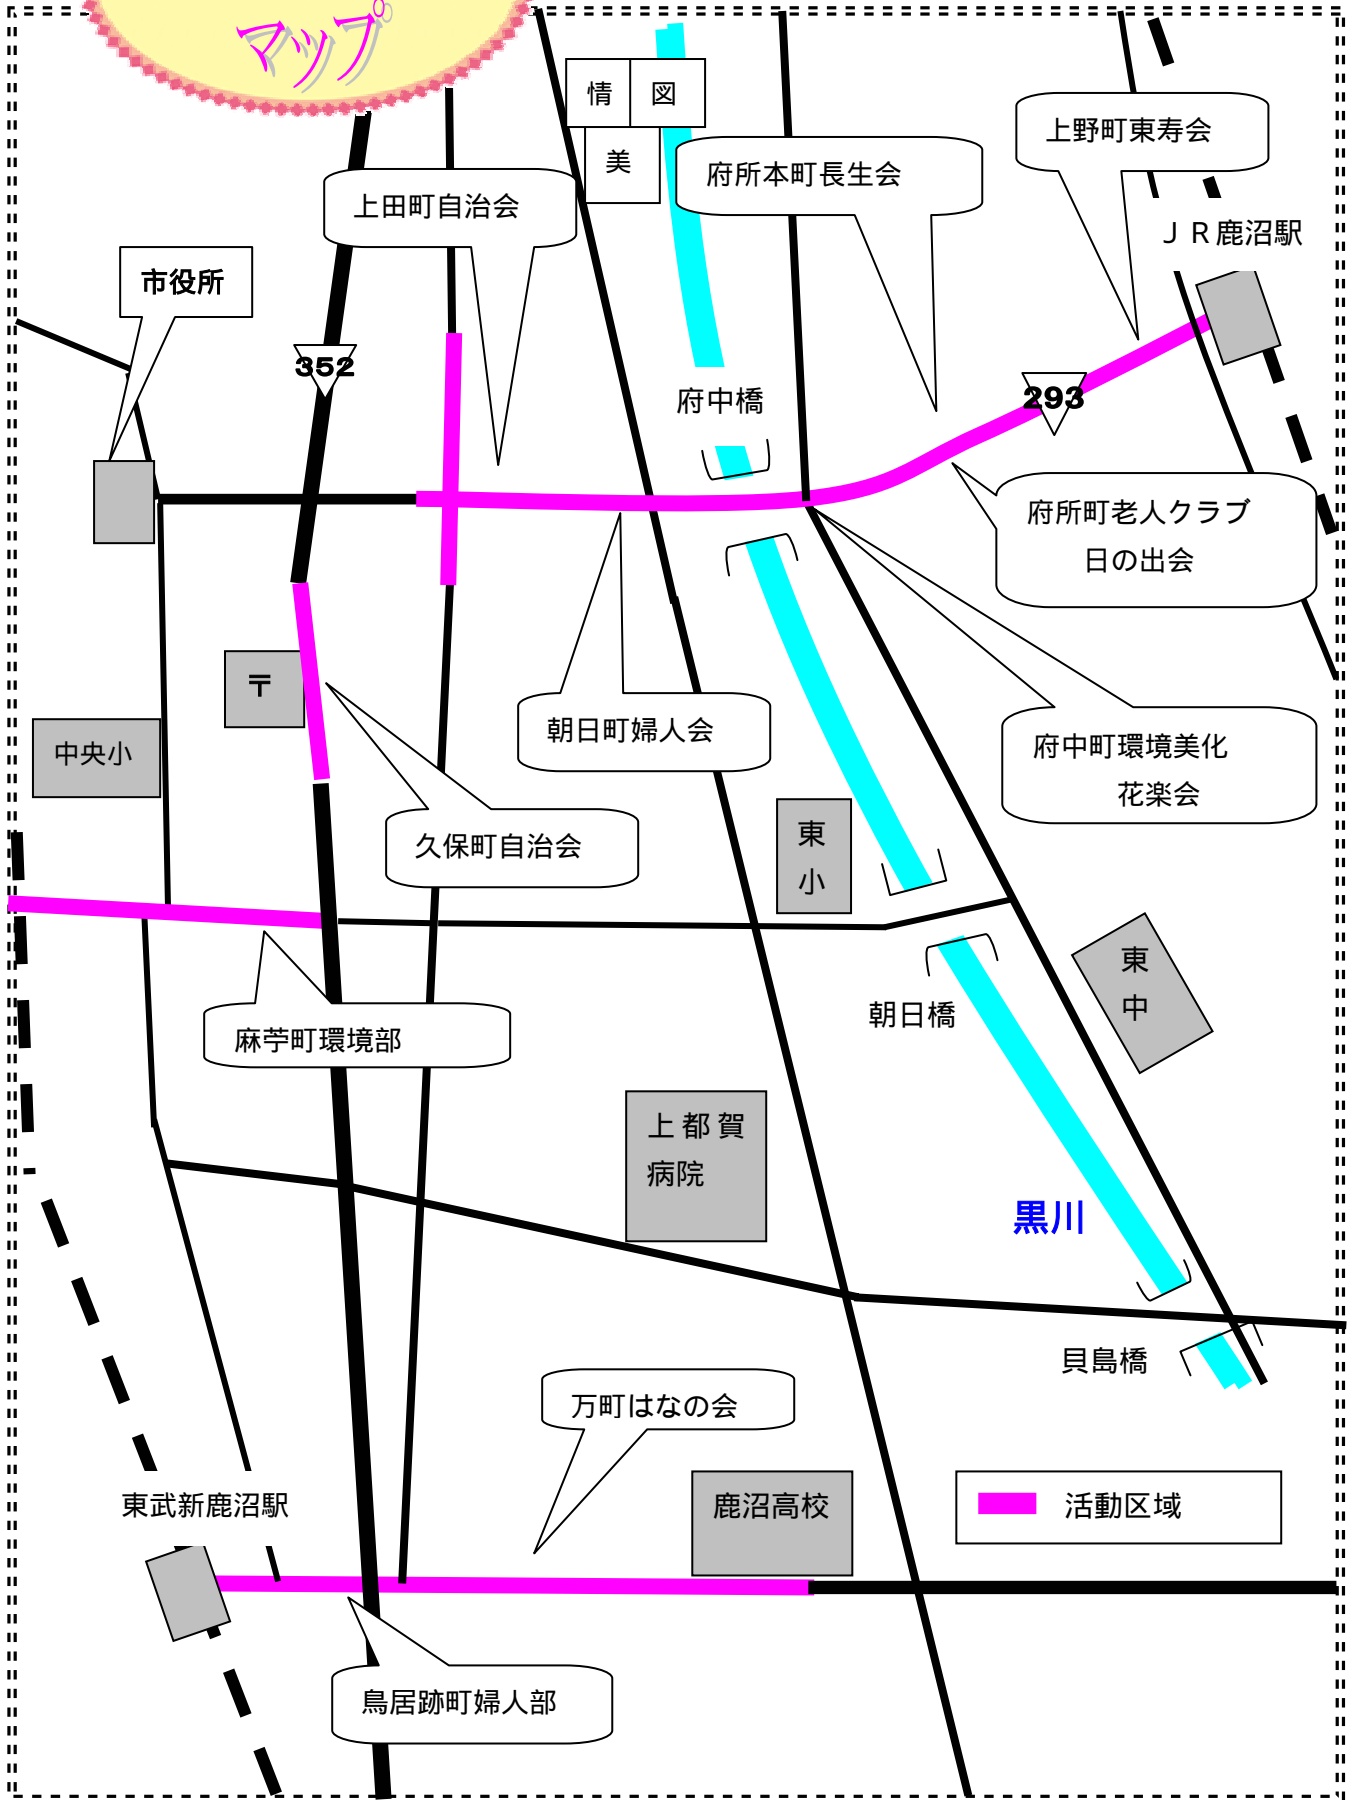 マップ
情 図
美
上野町東寿会
府所本町長生会
上田町自治会
ＪＲ鹿沼駅
市役所
352
293
府中橋
府所町老人クラブ
日の出会
〒
朝日町婦人会
中央小
府中町環境美化
花楽会
久保町自治会
東
小
東
中
朝日橋
麻苧町環境部
上都賀
病院
黒川
貝島橋
万町はなの会
東武新鹿沼駅
鹿沼高校
活動区域
鳥居跡町婦人部